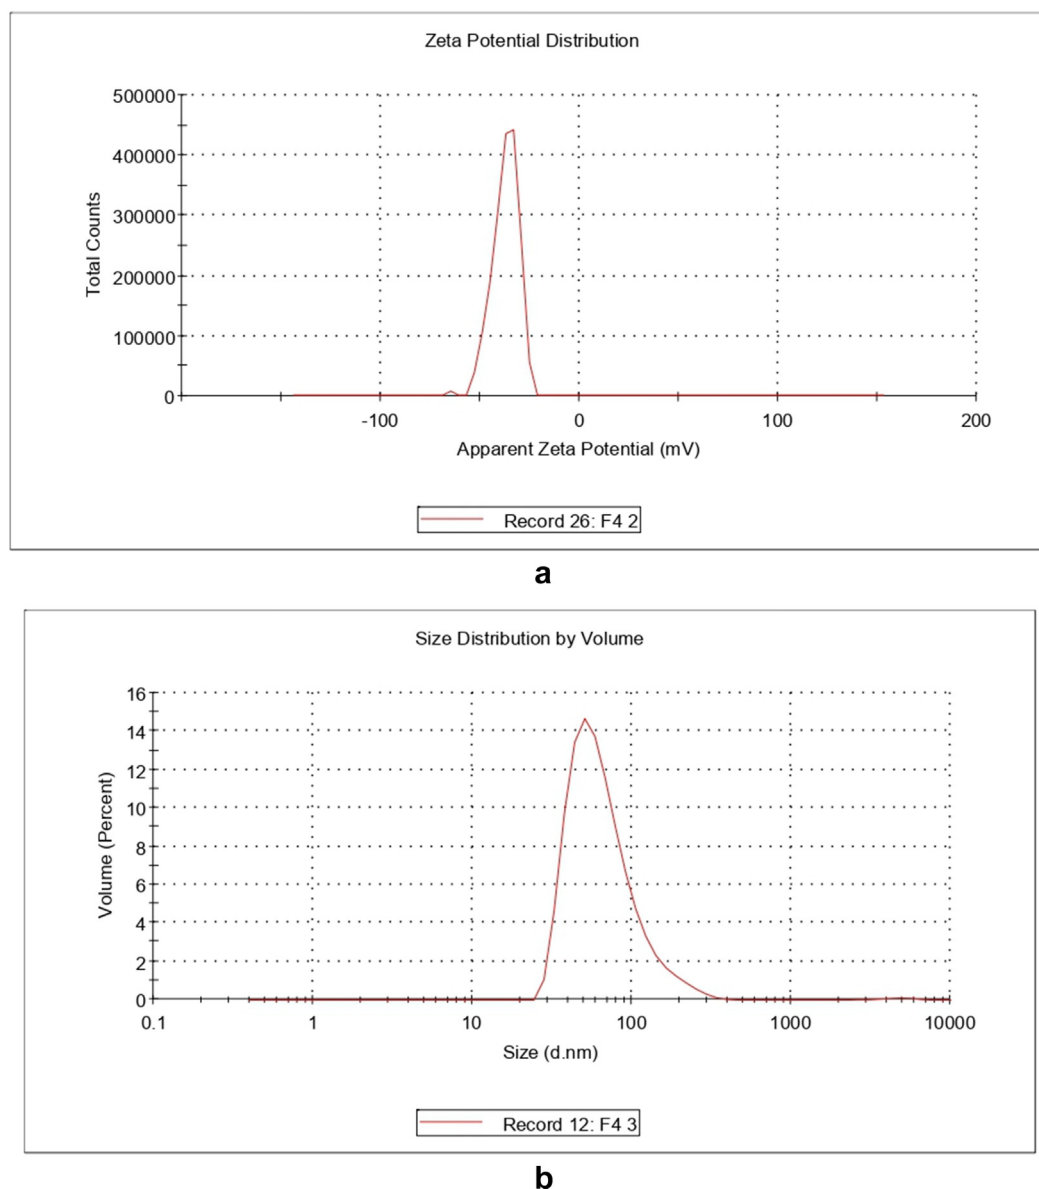 Zeta Potential Distribution
500000
400000
300000
200000
100000
0
Total Counts
-100 0 100 200
Apparent Zeta Potential (mV)
Record 26: F4 2
a
Size Distribution by Volume
16
14
12
10
8
6
4
2
0
Volume (Percent)
0.1 1 10 100 1000 10000
Size (d.nm)
Record 12: F4 3
b